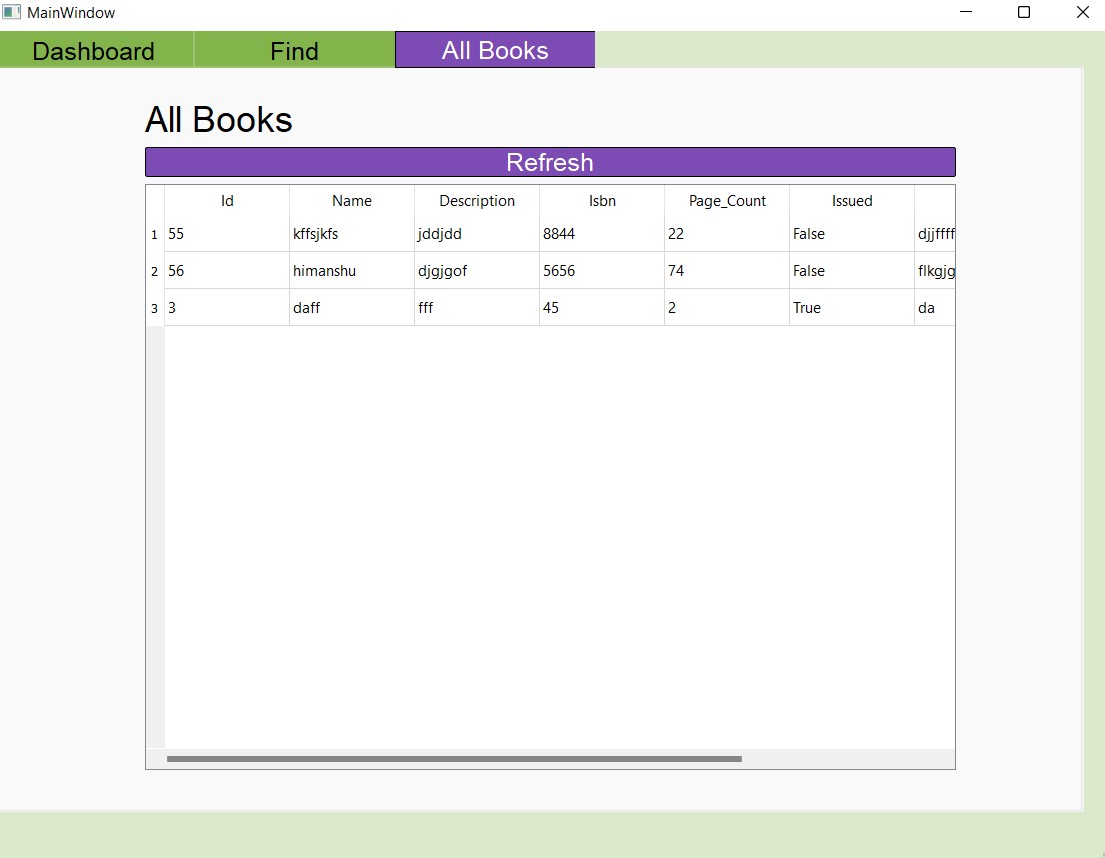 MainWindow
Dashboard Find All Books
All Books
Refresh
Id Name Description Isbn Page_Count Issued
1 55 kffsjkfs jddjdd 8844 22 False djjffff
2 56 himanshu djgjgof 5656 74 False flkgjg
3 3 daff fff 45 2 True da